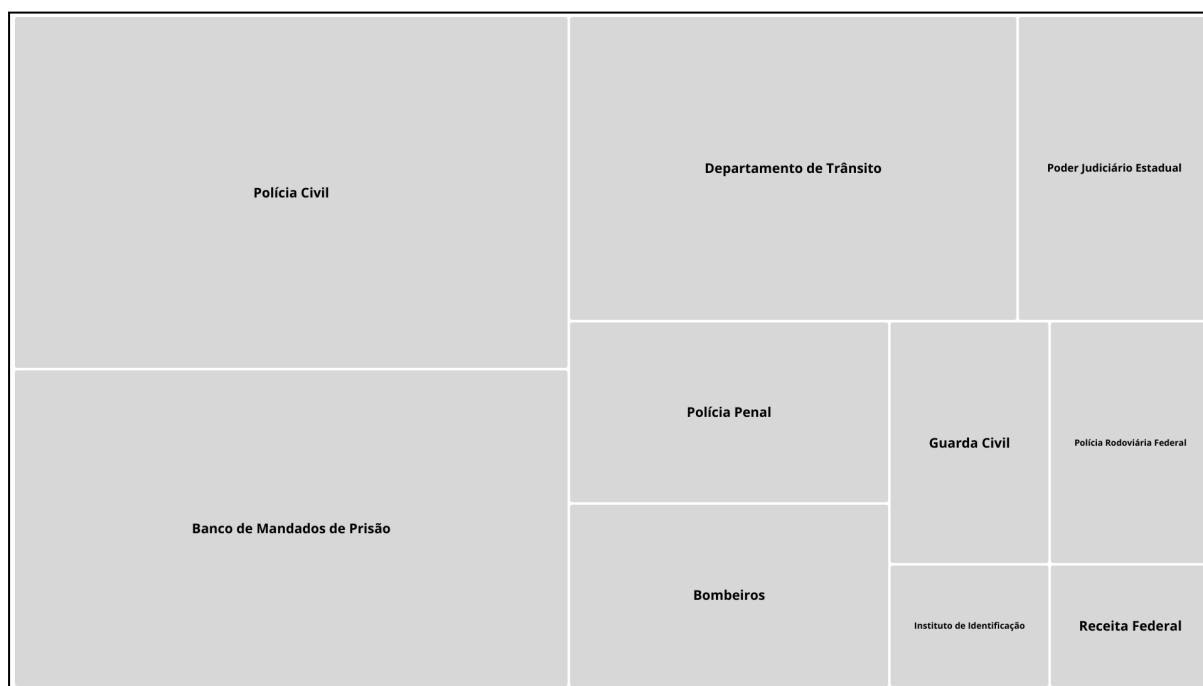 Polícia Civil
Departamento de Trânsito
Poder Judiciário Estadual
Polícia Penal
Guarda Civil
Polícia Rodoviária Federal
Banco de Mandados de Prisão
Bombeiros
Instituto de Identificação
Receita Federal